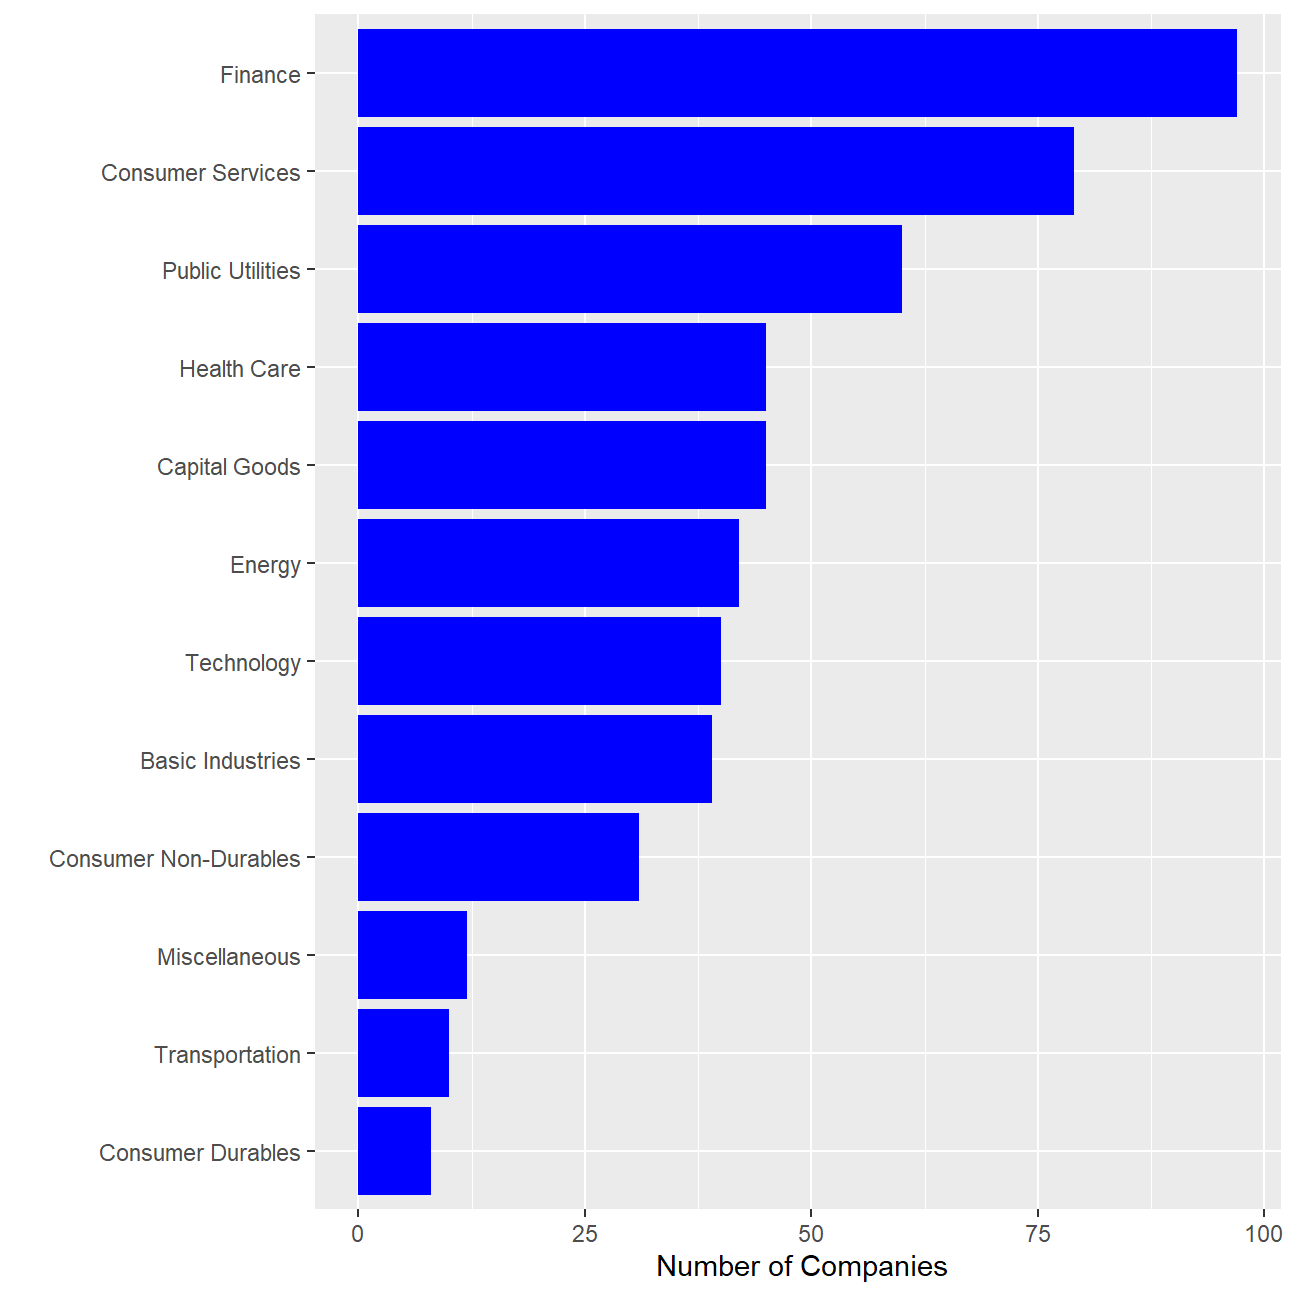 Finance
Consumer Services
Public Utilities
Health Care
Capital Goods
Energy
Technology
Basic Industries
Consumer Non-Durables
Miscellaneous
Transportation
Consumer Durables
0 25 50 75 100
Number of Companies